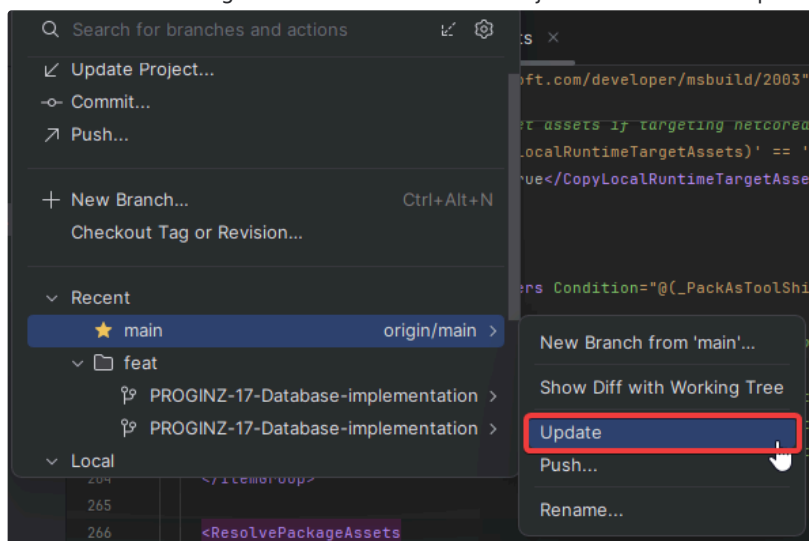 Search for branches and actions
Update Project...
Commit...
Push...
New Branch... Ctrl+Alt+N
Checkout Tag or Revision...
Recent
main origin/main >
feat
PROGINZ-17-Database-implementation >
PROGINZ-17-Database-implementation >
Local
oft.com/developer/msbuild/2003"
et assets if targeting netcorea
LocalRuntimeTargetAssets)' == '
rue</CopyLocalRuntimeTargetAsse
ers Condition="@(_PackAsToolShi
New Branch from 'main'...
Show Diff with Working Tree
Update
Push...
Rename...
264 </ItemGroup>
265
266 <ResolvePackageAssets